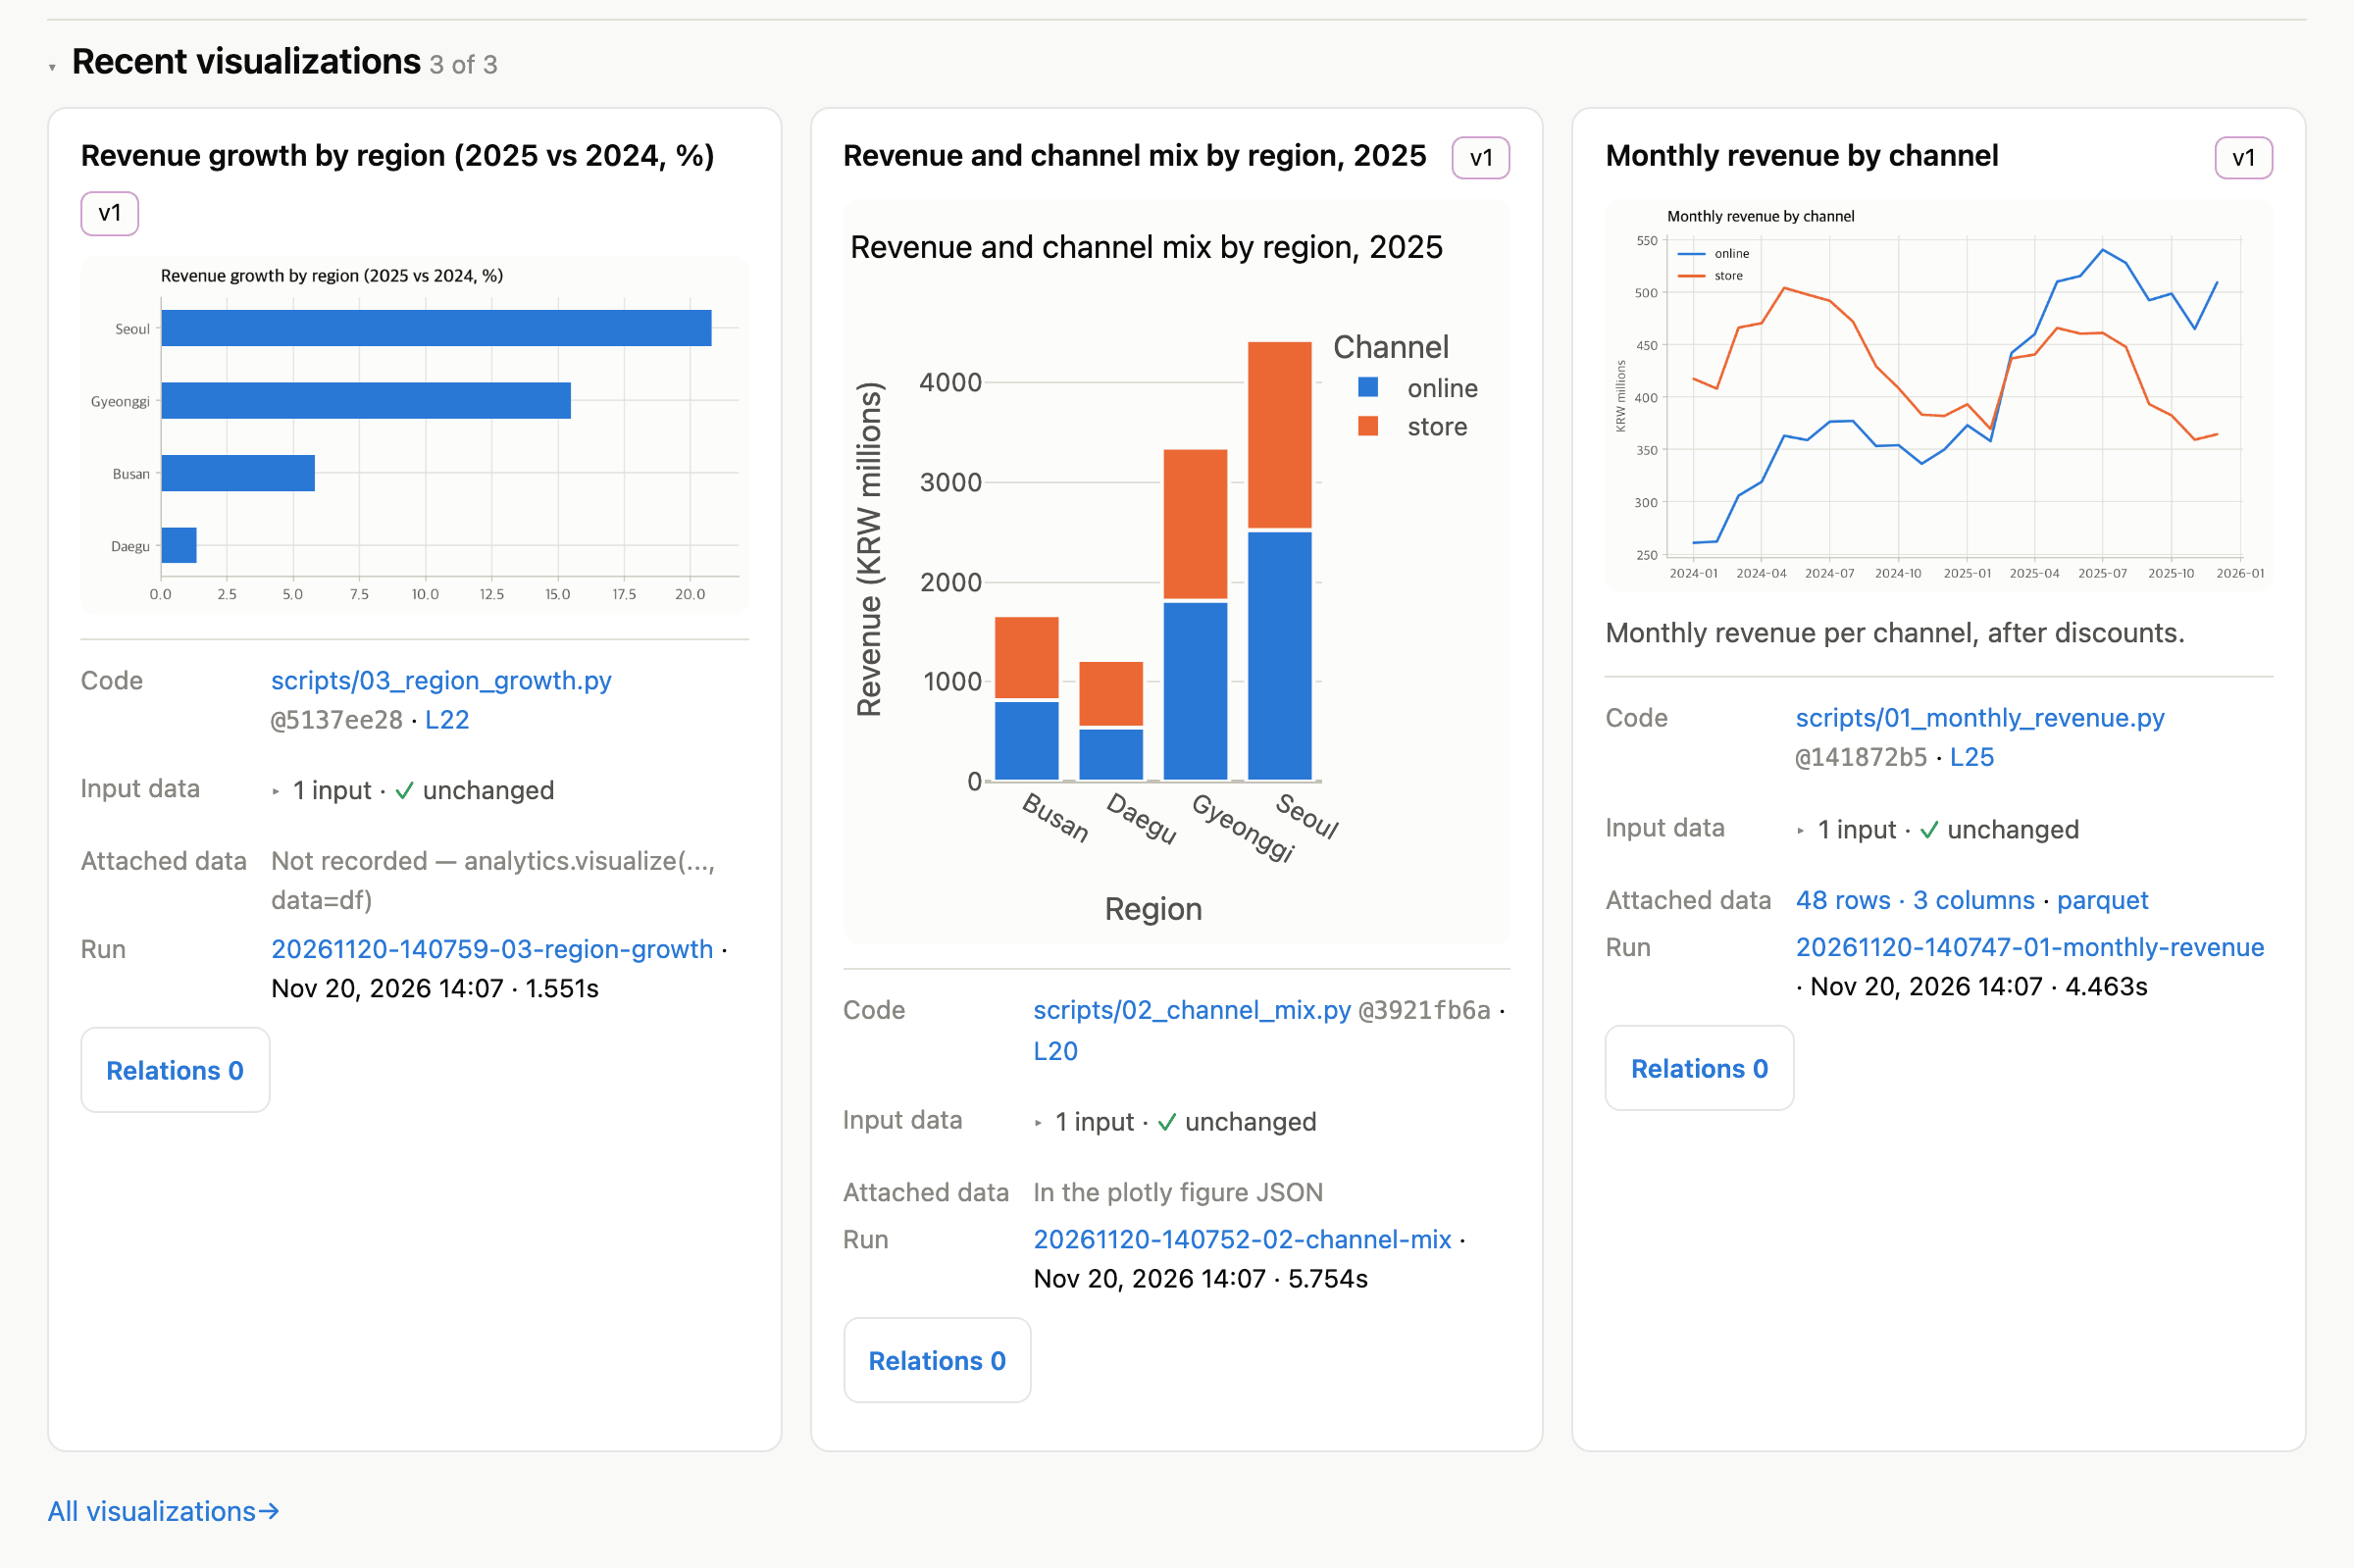 Recent visualizations 3 of 3
Revenue growth by region (2025 vs 2024, %)
v1
Revenue growth by region (2025 vs 2024, %)
Seoul
Gyeonggi
Busan
Daegu
0.0 2.5 5.0 7.5 10.0 12.5 15.0 17.5 20.0
Code scripts/03_region_growth.py
@5137ee28 · L22
Input data ▸ 1 input · ✓ unchanged
Attached data Not recorded — analytics.visualize(...,
data=df)
Run 20261120-140759-03-region-growth ·
Nov 20, 2026 14:07 · 1.551s
Relations 0
Revenue and channel mix by region, 2025 v1
Revenue and channel mix by region, 2025
Channel
online
store
Revenue (KRW millions)
4000
3000
2000
1000
0
Busan Daegu Gyeonggi Seoul
Region
Code scripts/02_channel_mix.py @3921fb6a ·
L20
Input data ▸ 1 input · ✓ unchanged
Attached data In the plotly figure JSON
Run 20261120-140752-02-channel-mix ·
Nov 20, 2026 14:07 · 5.754s
Relations 0
Monthly revenue by channel v1
Monthly revenue by channel
online
store
KRW millions
550
500
450
400
350
300
250
2024-01 2024-04 2024-07 2024-10 2025-01 2025-04 2025-07 2025-10 2026-01
Monthly revenue per channel, after discounts.
Code scripts/01_monthly_revenue.py
@141872b5 · L25
Input data ▸ 1 input · ✓ unchanged
Attached data 48 rows · 3 columns · parquet
Run 20261120-140747-01-monthly-revenue
· Nov 20, 2026 14:07 · 4.463s
Relations 0
All visualizations→